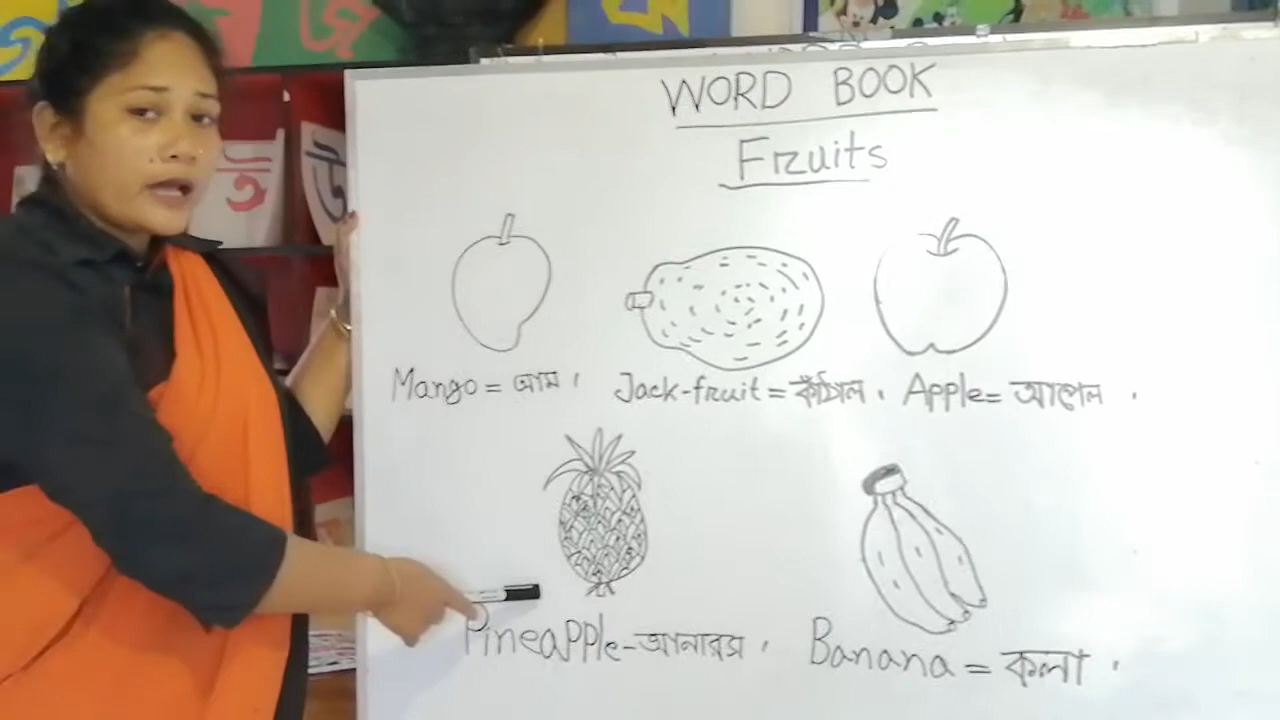 WORD BOOK
Fruits
Mango = আম । Jack-fruit = কাঁঠাল । Apple = আপেল ।
Pineapple - আনারস । Banana = কলা ।